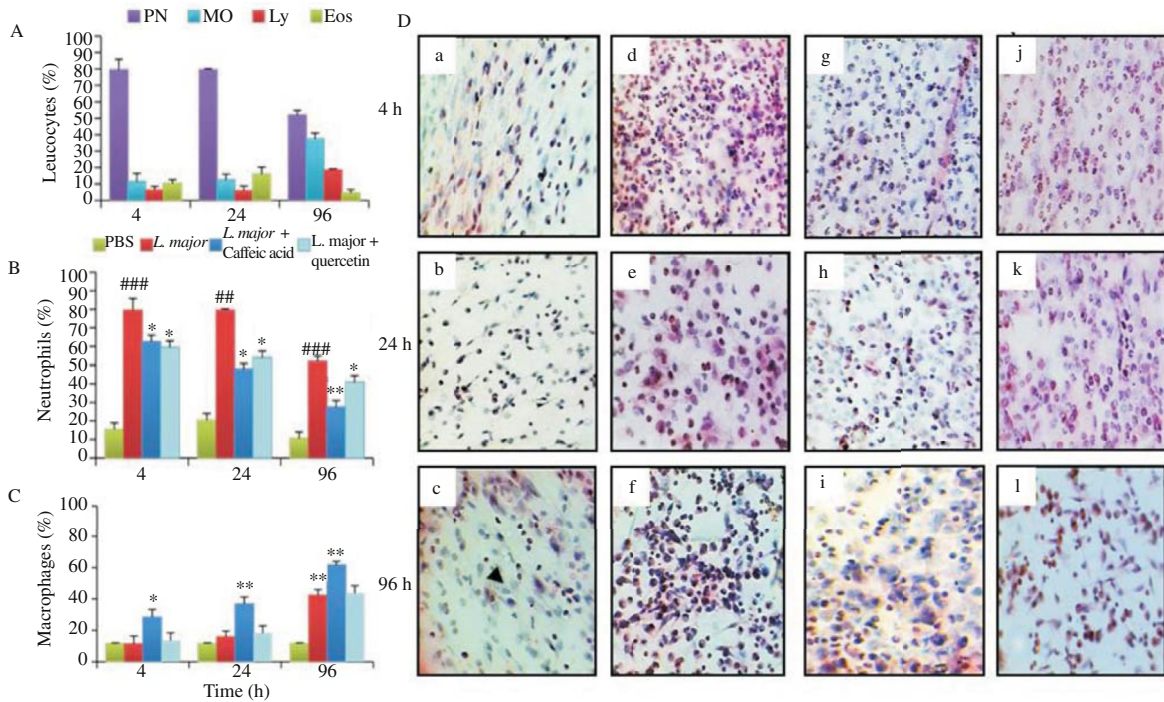 PN MO Ly Eos
A
Leucocytes (%)
100
90
80
70
60
50
40
30
20
10
0
4 24 96
PBS L. major L. major + Caffeic acid L. major + quercetin
B
Neutrophils (%)
100
90
80
70
60
50
40
30
20
10
0
### ## ###
* * * * ** *
4 24 96
C
Macrophages (%)
100
80
60
40
20
0
* ** ** **
4 24 96
Time (h)
D
4 h
a d g j
24 h
b e h k
96 h
c f i l